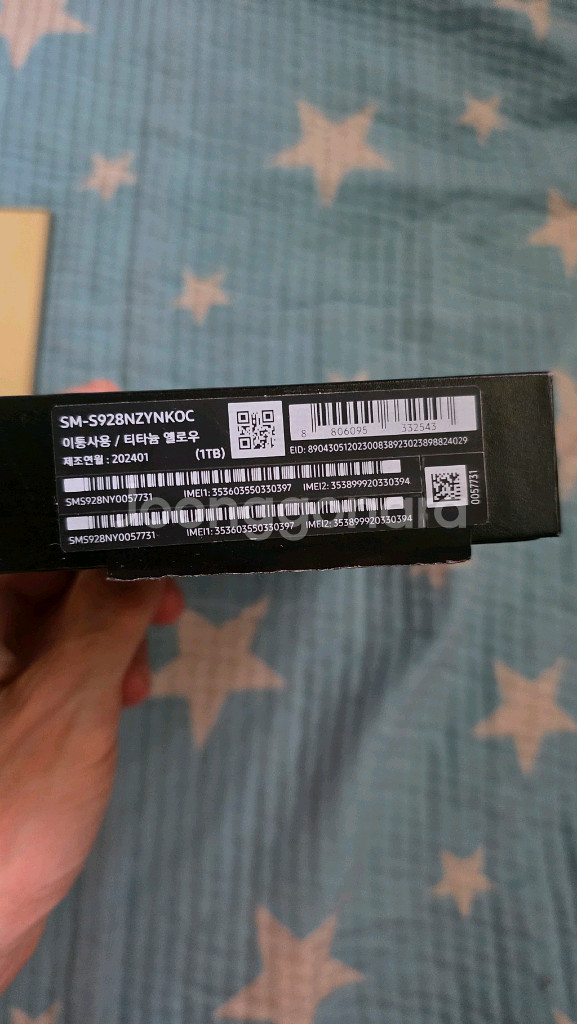 SM-S928NZYNKOC
이통사용 / 티타늄 옐로우
제조연월 : 202401
(1TB)
8 806095 332543
EID: 89043051202300838923023898824029
SMS928NY0057731 IMEI1: 353603550330397 IMEI2: 353899920330394
SMS928NY0057731 IMEI1: 353603550330397 IMEI2: 353899920330394
0057731
Joonggonara